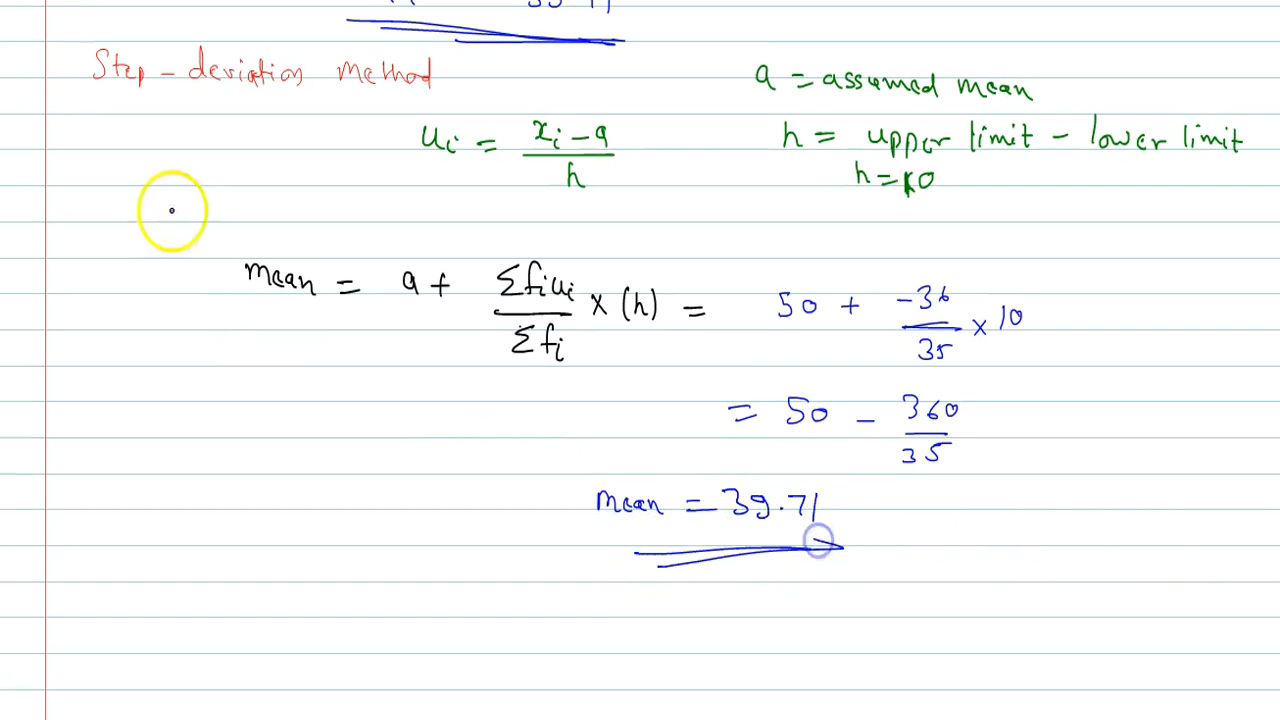 Step - deviation method
a = assumed mean
ui = xi - a / h
h = upper limit - lower limit
h = 10
mean = a + Σfiui / Σfi × (h) = 50 + -36 / 35 × 10
= 50 - 360 / 35
mean = 39.71